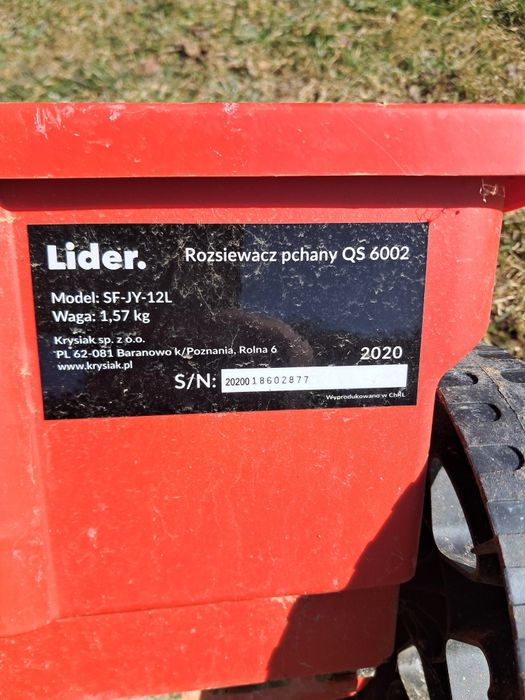 Lider.
Rozsiewacz pchany QS 6002
Model: SF-JY-12L
Waga: 1,57 kg
Krysiak sp. z o.o.
PL 62-081 Baranowo k/Poznania, Rolna 6
www.krysiak.pl
2020
S/N: 2020018602877
Wyprodukowano w ChRL